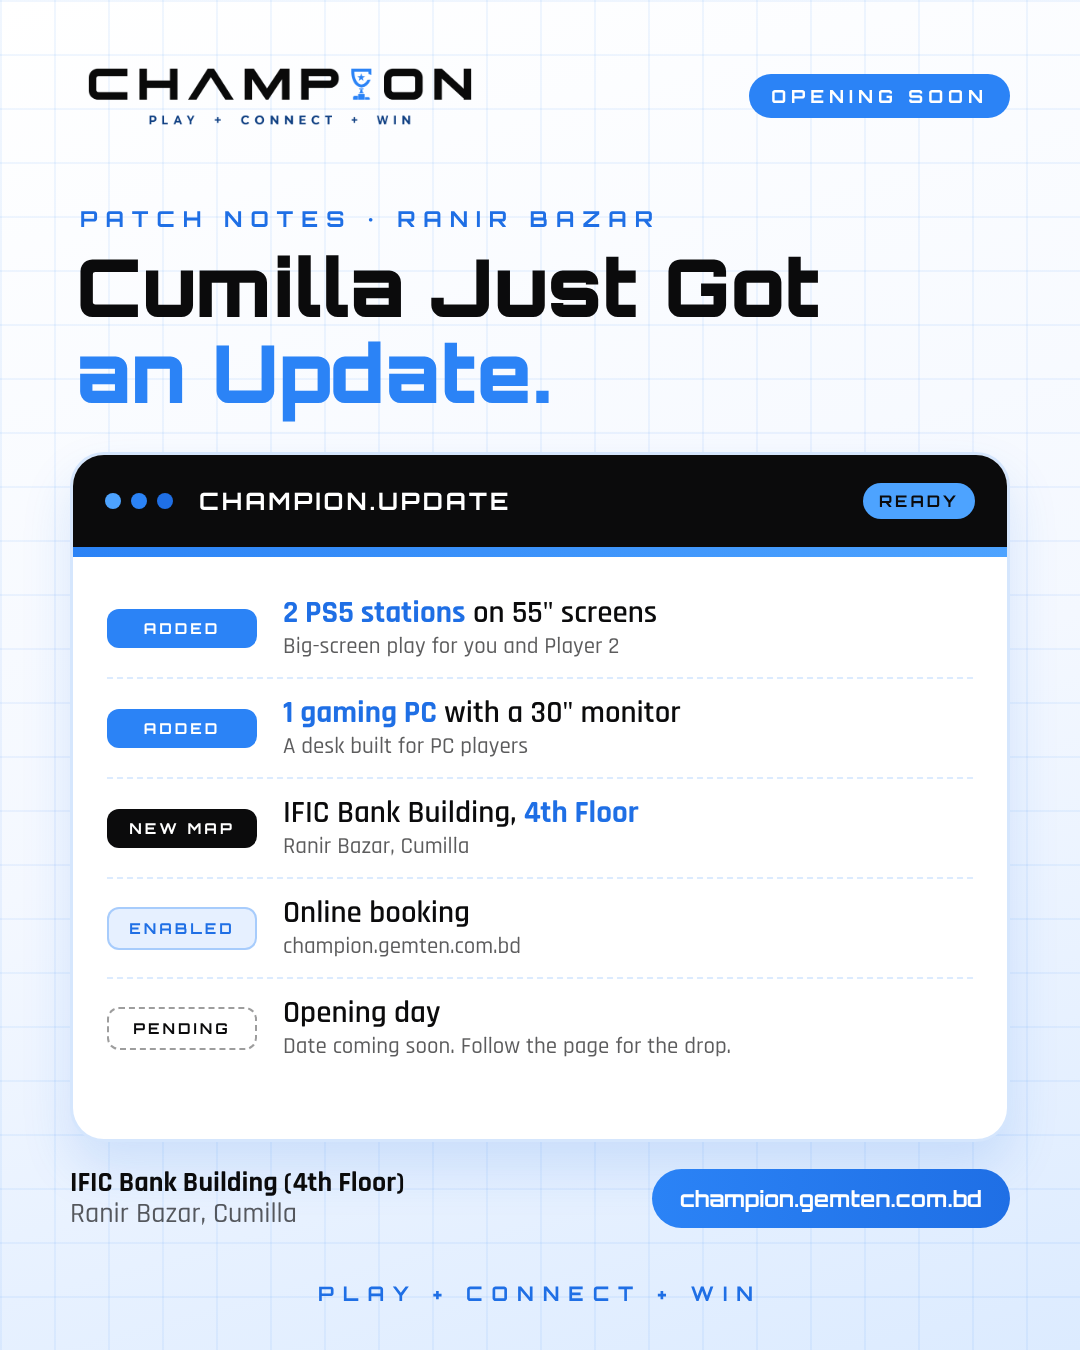 CHAMPION
PLAY + CONNECT + WIN
OPENING SOON
PATCH NOTES · RANIR BAZAR
Cumilla Just Got
an Update.
CHAMPION.UPDATE
READY
ADDED
2 PS5 stations on 55" screens
Big-screen play for you and Player 2
ADDED
1 gaming PC with a 30" monitor
A desk built for PC players
NEW MAP
IFIC Bank Building, 4th Floor
Ranir Bazar, Cumilla
ENABLED
Online booking
champion.gemten.com.bd
PENDING
Opening day
Date coming soon. Follow the page for the drop.
IFIC Bank Building (4th Floor)
Ranir Bazar, Cumilla
champion.gemten.com.bd
PLAY + CONNECT + WIN